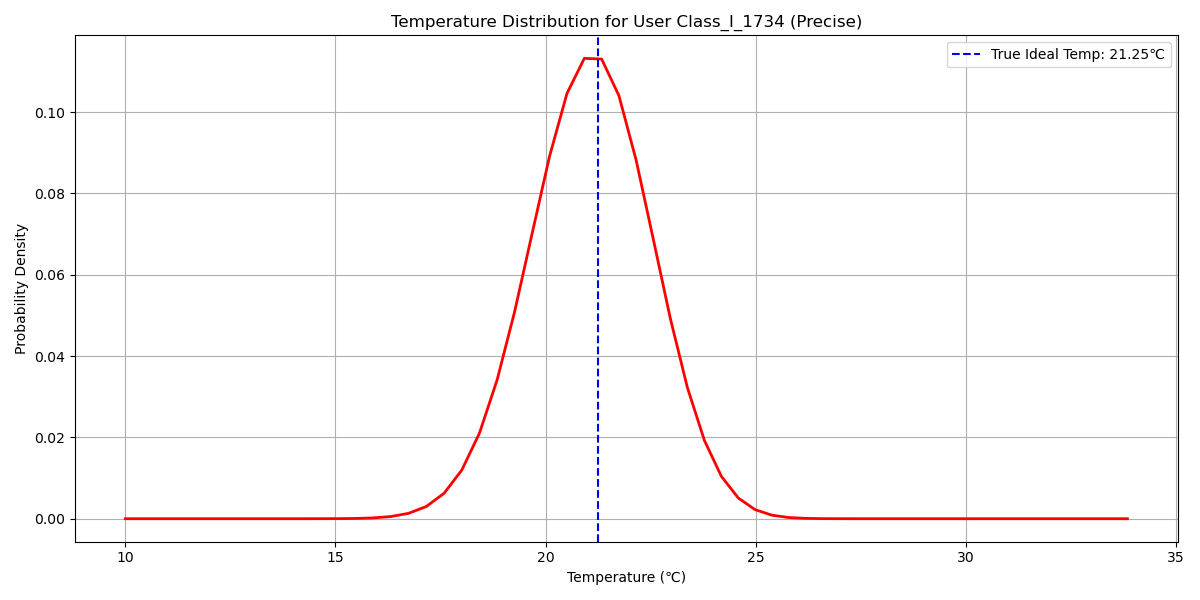 Temperature Distribution for User Class_I_1734 (Precise)
True Ideal Temp: 21.25℃
Probability Density
0.10
0.08
0.06
0.04
0.02
0.00
10 15 20 25 30 35
Temperature (℃)